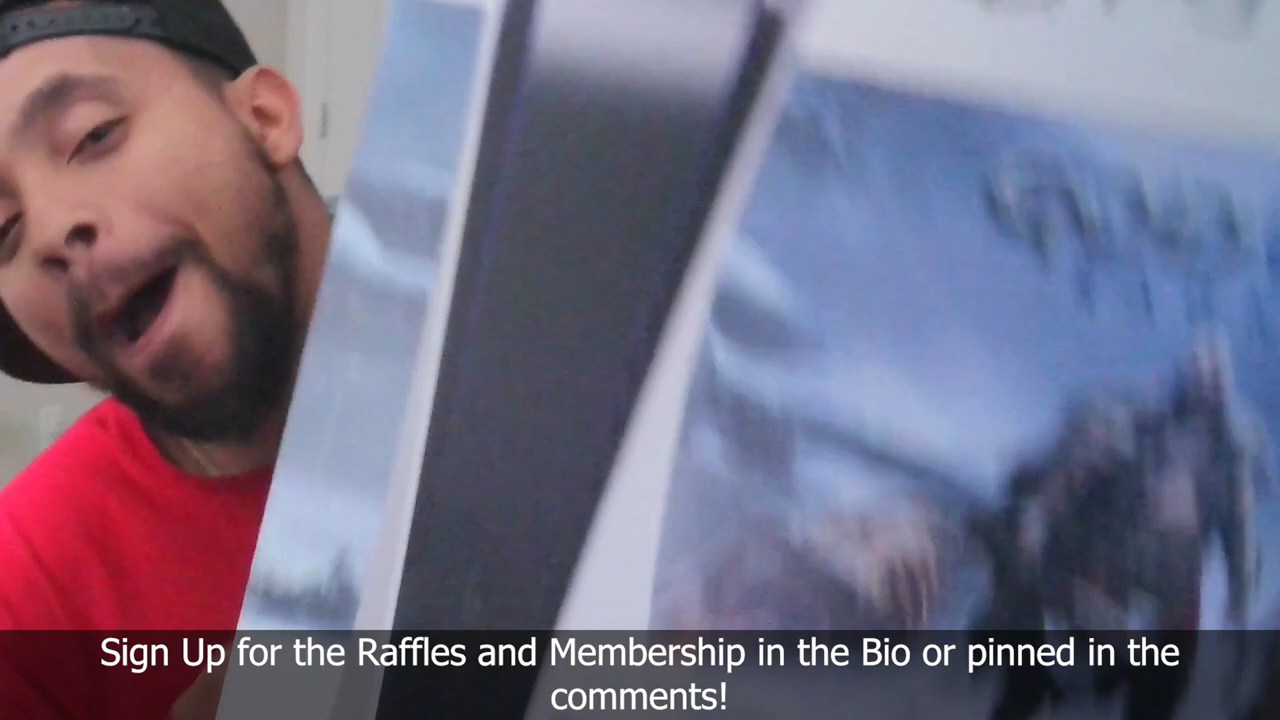 Sign Up for the Raffles and Membership in the Bio or pinned in the
comments!